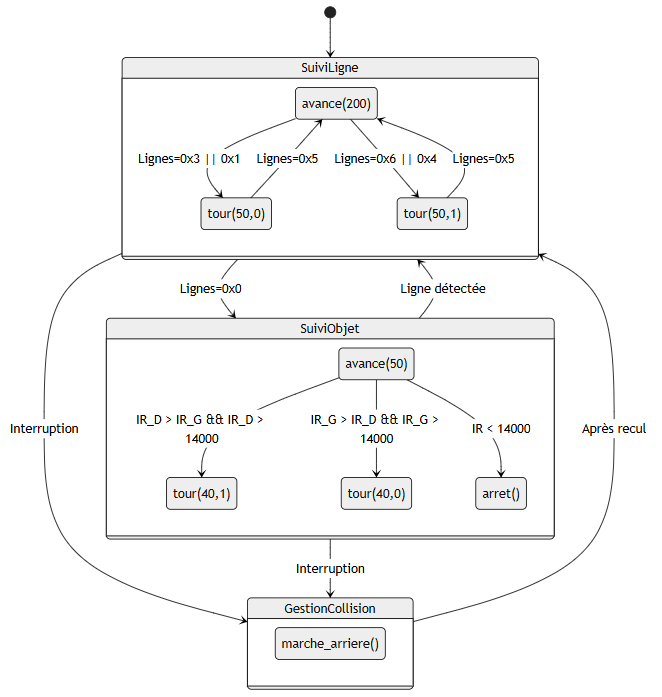 SuiviLigne
avance(200)
Lignes=0x3 || 0x1
Lignes=0x5
Lignes=0x6 || 0x4
Lignes=0x5
tour(50,0)
tour(50,1)
Lignes=0x0
Ligne détectée
SuiviObjet
avance(50)
IR_D > IR_G && IR_D >
14000
IR_G > IR_D && IR_G >
14000
IR < 14000
Interruption
Après recul
tour(40,1)
tour(40,0)
arret()
Interruption
GestionCollision
marche_arriere()